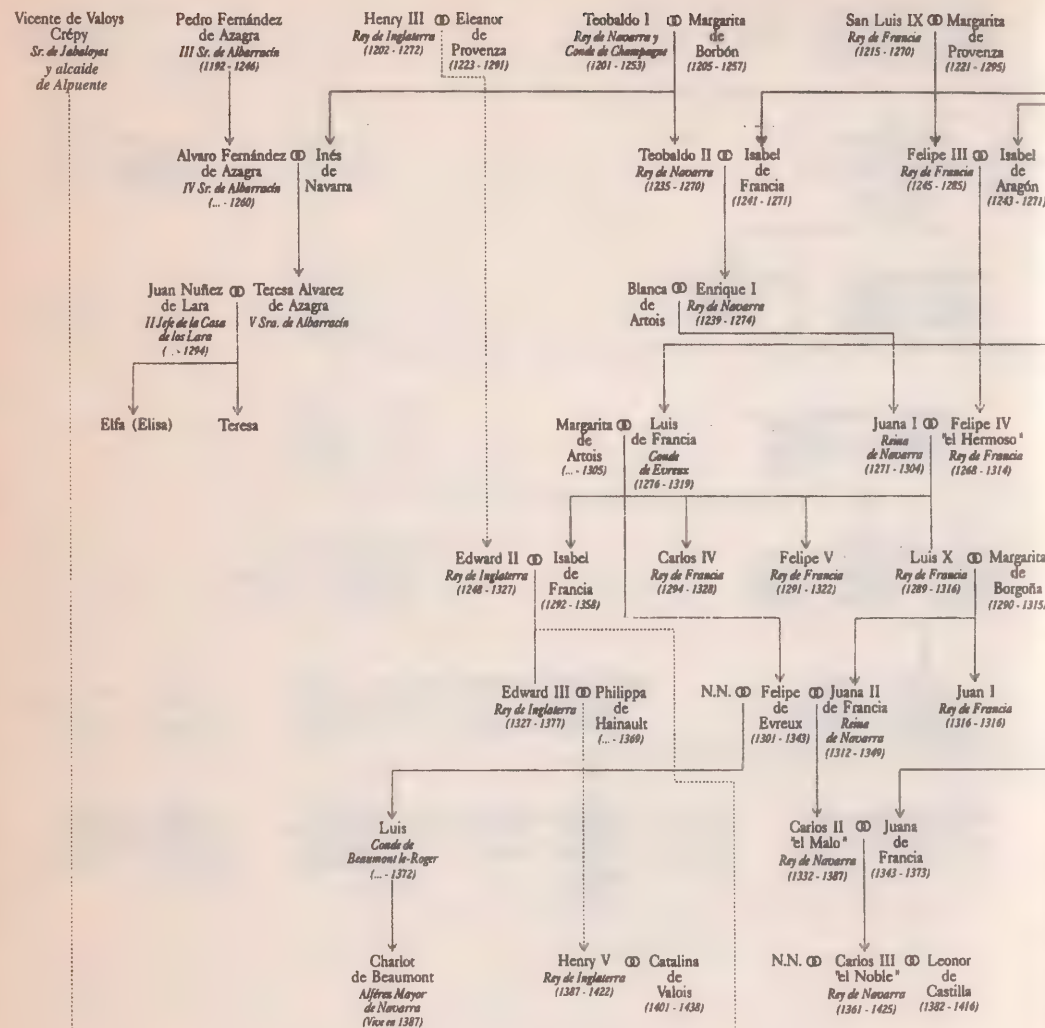 Vicente de Valoys
Crépy
Sr. de Jabaloyas
y alcaide
de Alpuente
Pedro Fernández
de Azagra
III Sr. de Albarracín
(1192 - 1246)
Henry III
Rey de Inglaterra
(1202 - 1272)
Eleanor
de
Provenza
(1223 - 1291)
Teobaldo I
Rey de Navarra y
Conde de Champagne
(1201 - 1253)
Margarita
de
Borbón
(1205 - 1257)
San Luis IX
Rey de Francia
(1215 - 1270)
Margarita
de
Provenza
(1221 - 1295)
Alvaro Fernández
de Azagra
IV Sr. de Albarracín
(... - 1260)
Inés
de
Navarra
Teobaldo II
Rey de Navarra
(1235 - 1270)
Isabel
de
Francia
(1241 - 1271)
Felipe III
Rey de Francia
(1245 - 1285)
Isabel
de
Aragón
(1243 - 1271)
Juan Nuñez
de Lara
II Jefe de la Casa
de los Lara
(... - 1294)
Teresa Alvarez
de Azagra
V Sra. de Albarracín
Blanca
de
Artois
Enrique I
Rey de Navarra
(1239 - 1274)
Elfa (Elisa)
Teresa
Margarita
de
Artois
(... - 1305)
Luis
de Francia
Conde
de Evreux
(1276 - 1319)
Juana I
Reina
de Navarra
(1271 - 1304)
Felipe IV
"el Hermoso"
Rey de Francia
(1268 - 1314)
Edward II
Rey de Inglaterra
(1248 - 1327)
Isabel
de
Francia
(1292 - 1358)
Carlos IV
Rey de Francia
(1294 - 1328)
Felipe V
Rey de Francia
(1291 - 1322)
Luis X
Rey de Francia
(1289 - 1316)
Margarita
de
Borgoña
(1290 - 1315)
Edward III
Rey de Inglaterra
(1327 - 1377)
Philippa
de
Hainault
(... - 1369)
N.N.
Felipe
de
Evreux
(1301 - 1343)
Juana II
de Francia
Reina
de Navarra
(1312 - 1349)
Juan I
Rey de Francia
(1316 - 1316)
Luis
Conde de
Beaumont le-Roger
(... - 1372)
Carlos II
"el Malo"
Rey de Navarra
(1332 - 1387)
Juana
de
Francia
(1343 - 1373)
Charlot
de Beaumont
Alférez Mayor
de Navarra
(Vive en 1387)
Henry V
Rey de Inglaterra
(1387 - 1422)
Catalina
de
Valois
(1401 - 1438)
N.N.
Carlos III
"el Noble"
Rey de Navarra
(1361 - 1425)
Leonor
de
Castilla
(1382 - 1416)